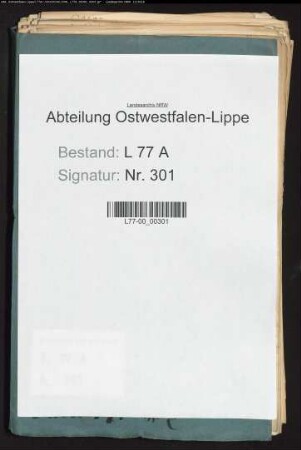 Landesarchiv NRW
Abteilung Ostwestfalen-Lippe
Bestand: L 77 A
Signatur: Nr. 301
L77-00_00301